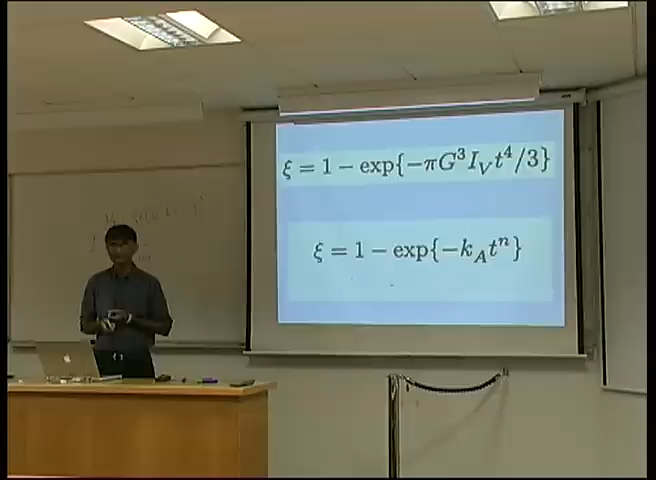 ξ = 1 − exp{−πG³I_V t⁴/3}
ξ = 1 − exp{−k_A tⁿ}